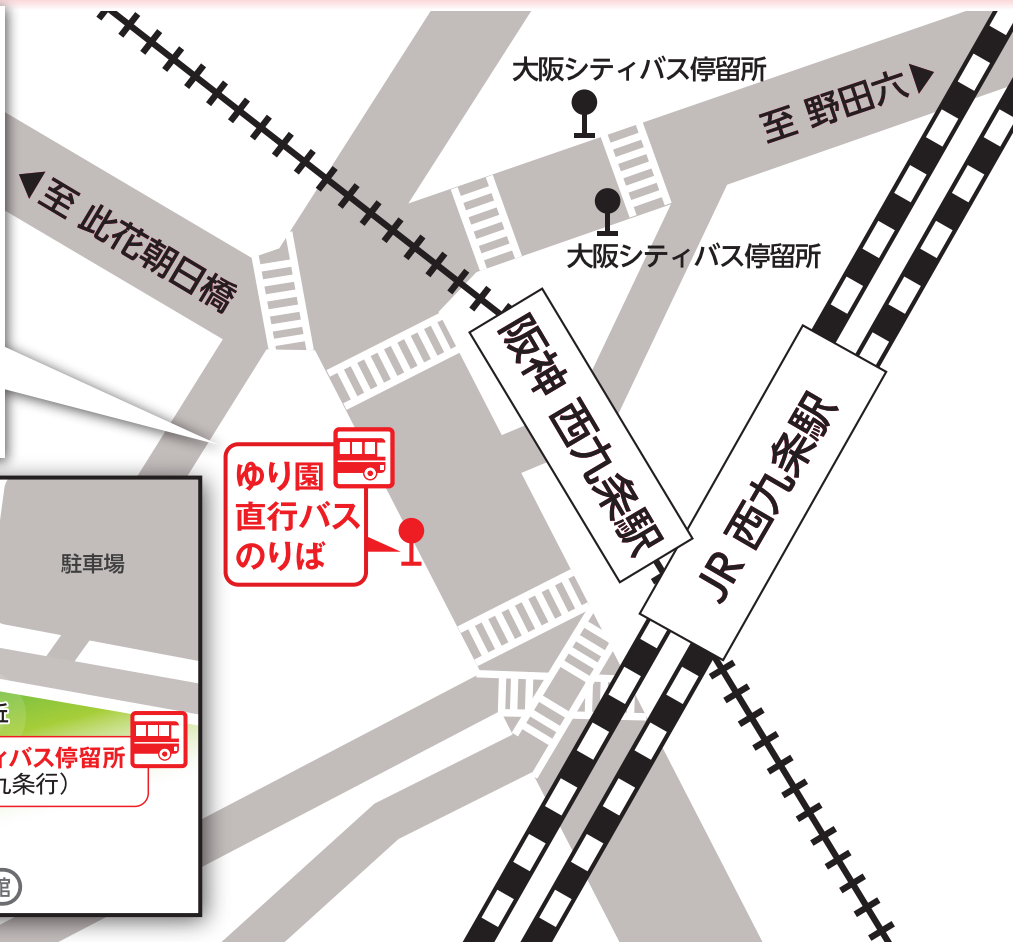 大阪シティバス停留所
至 野田六▶
◀至 此花朝日橋
大阪シティバス停留所
阪神 西九条駅
JR 西九条駅
ゆり園
直行バス
のりば
駐車場
近
ィバス停留所
九条行）
館